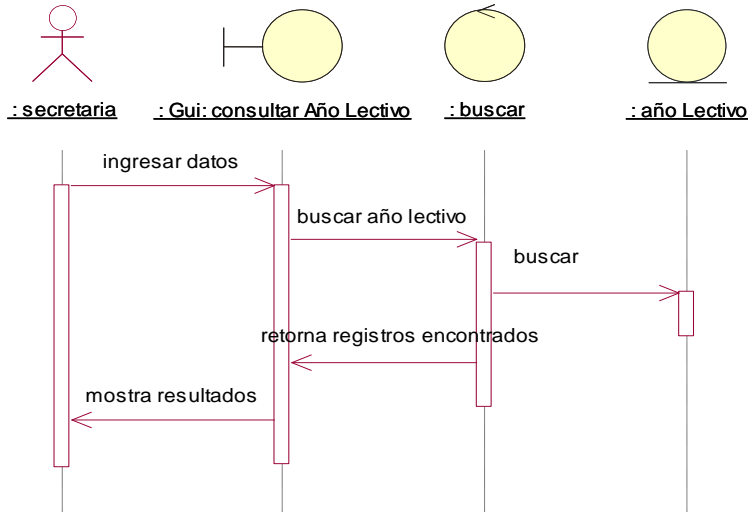 : secretaria
: Gui: consultar Año Lectivo
: buscar
: año Lectivo
ingresar datos
buscar año lectivo
buscar
retorna registros encontrados
mostra resultados